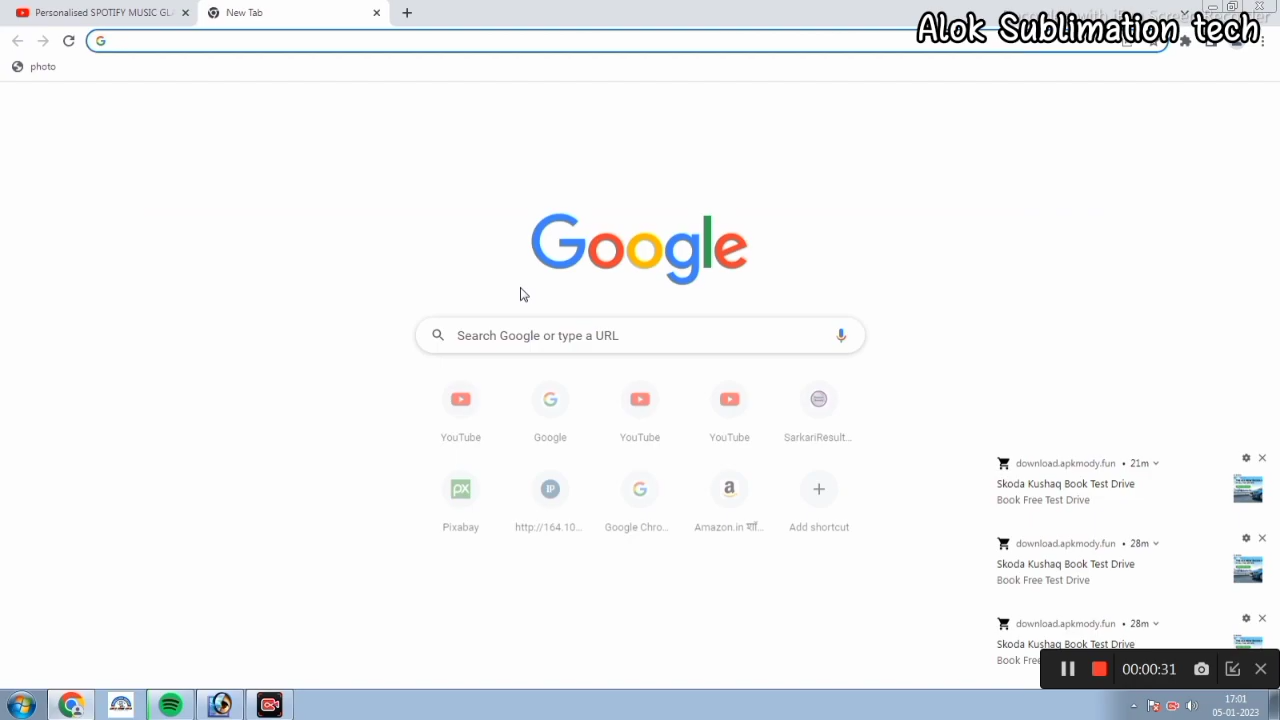 Personalised SPOTIFY MUSIC GL
New Tab
Alok Sublimation tech
photo
Google
Search Google or type a URL
YouTube
Google
YouTube
YouTube
SarkariResult...
Pixabay
http://164.10...
Google Chro...
Amazon.in शॉ...
Add shortcut
download.apkmody.fun • 21m
Skoda Kushaq Book Test Drive
Book Free Test Drive
download.apkmody.fun • 28m
Skoda Kushaq Book Test Drive
Book Free Test Drive
download.apkmody.fun • 28m
Skoda Kushaq Book Test Drive
Book Free
00:00:31
17:01
05-01-2023